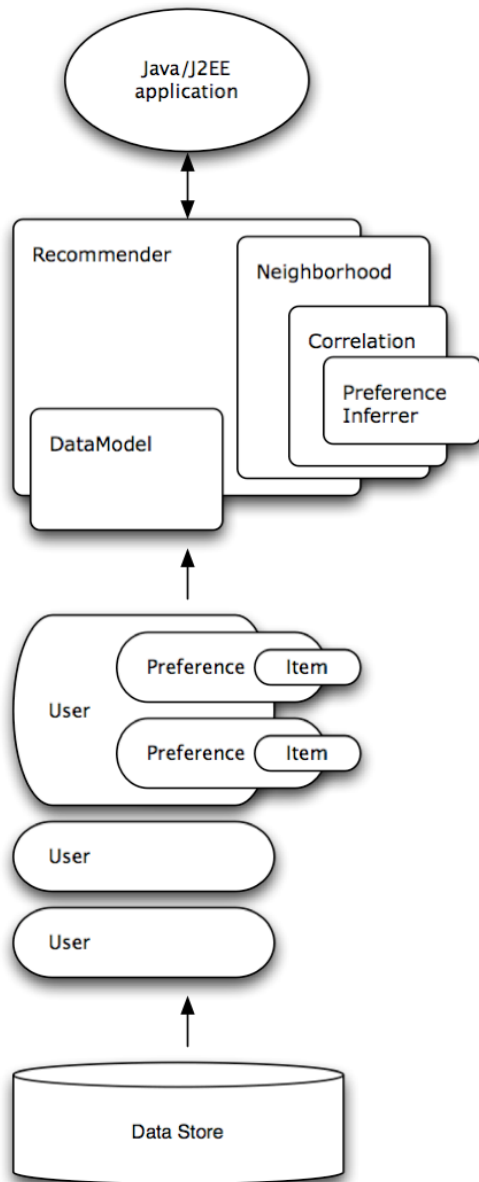 Java/J2EE
application
Recommender
Neighborhood
Correlation
Preference
Inferrer
DataModel
Preference
Item
User
Preference
Item
User
User
Data Store